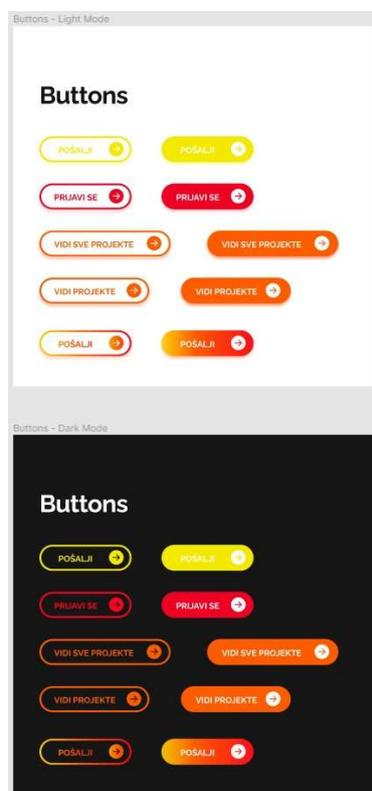 Buttons - Light Mode
Buttons
POŠALJI POŠALJI
PRIJAVI SE PRIJAVI SE
VIDI SVE PROJEKTE VIDI SVE PROJEKTE
VIDI PROJEKTE VIDI PROJEKTE
POŠALJI POŠALJI
Buttons - Dark Mode
Buttons
POŠALJI POŠALJI
PRIJAVI SE PRIJAVI SE
VIDI SVE PROJEKTE VIDI SVE PROJEKTE
VIDI PROJEKTE VIDI PROJEKTE
POŠALJI POŠALJI